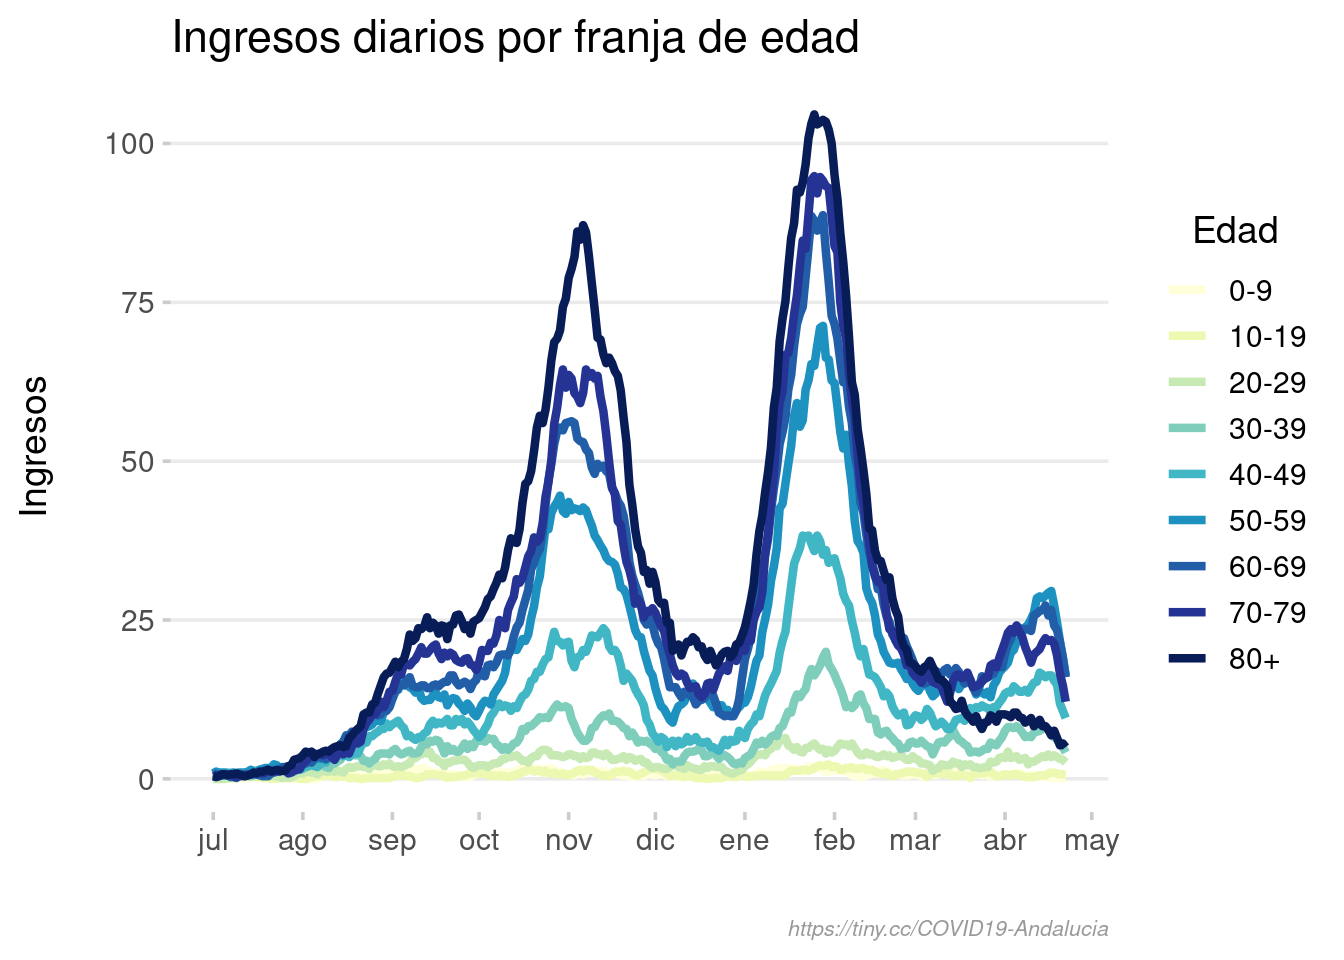 Ingresos diarios por franja de edad
Ingresos
100
75
50
25
0
jul ago sep oct nov dic ene feb mar abr may
Edad
0-9
10-19
20-29
30-39
40-49
50-59
60-69
70-79
80+
https://tiny.cc/COVID19-Andalucia